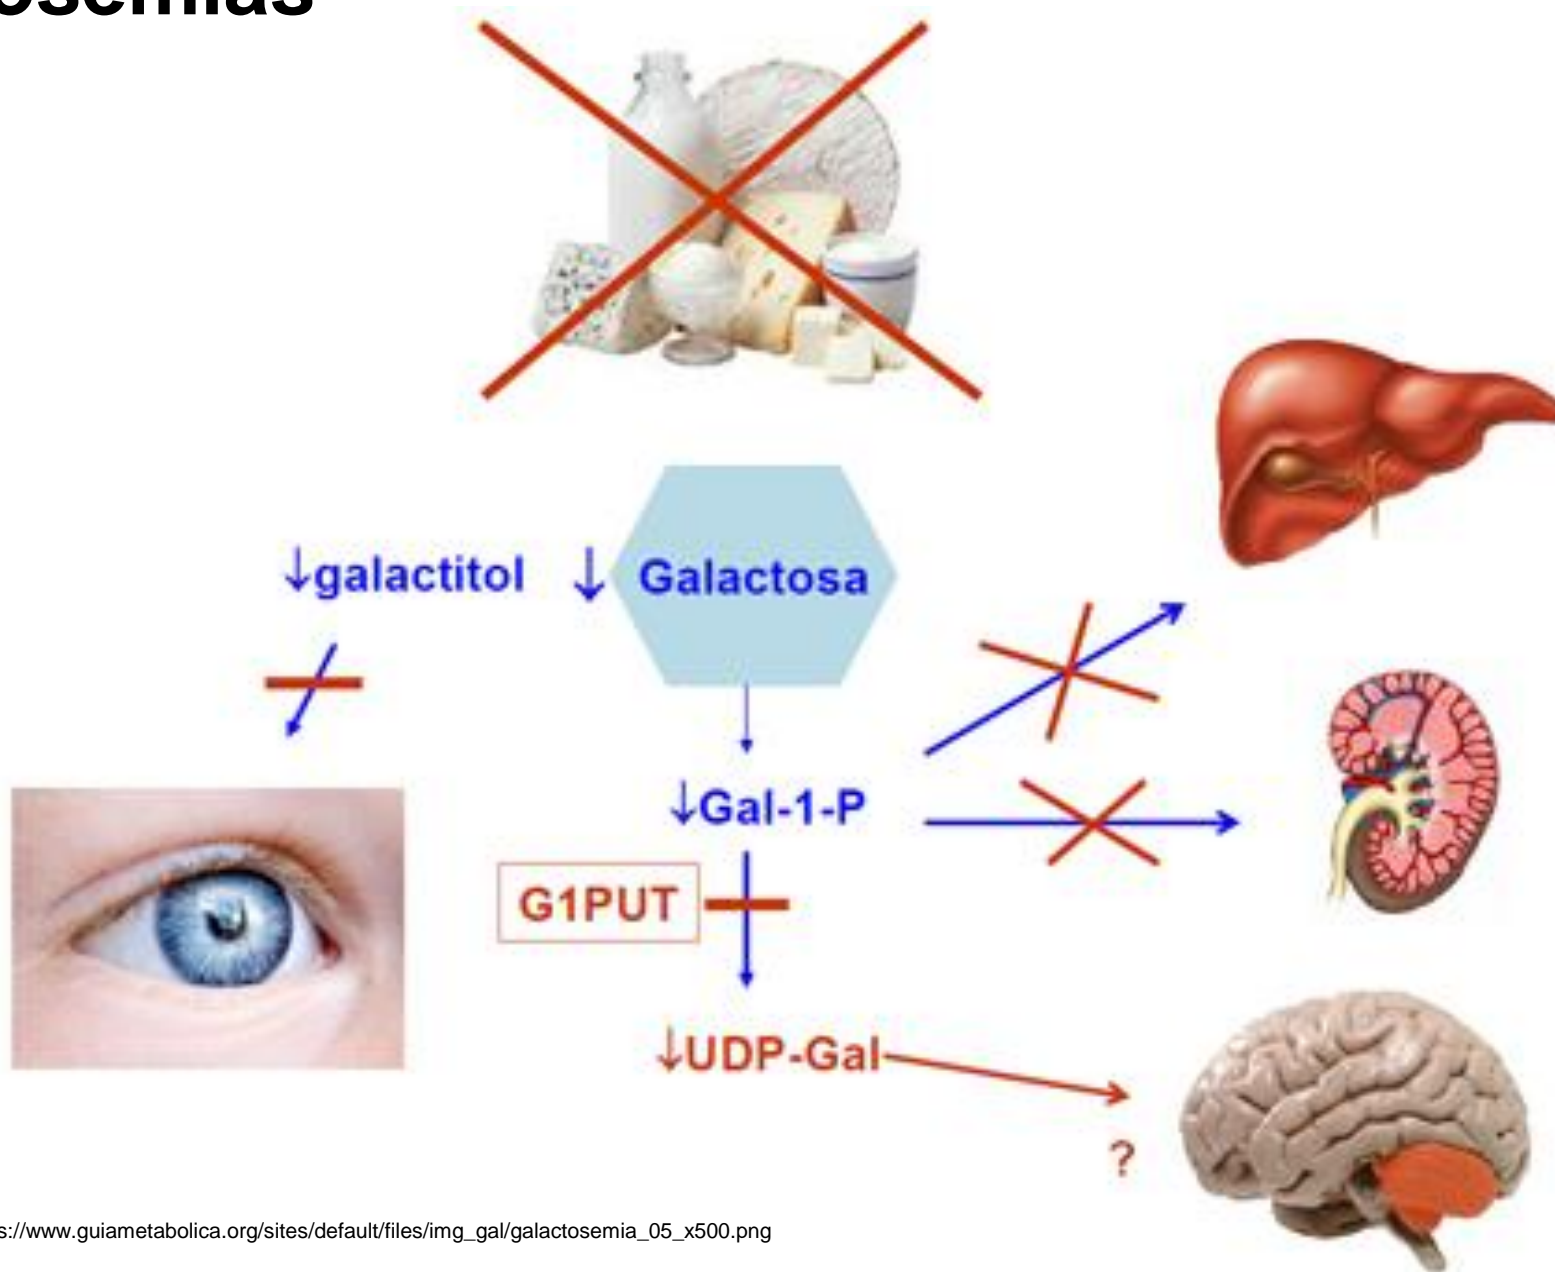 osemias
↓galactitol ↓ Galactosa
↓Gal-1-P
G1PUT
↓UDP-Gal
?
s://www.guiametabolica.org/sites/default/files/img_gal/galactosemia_05_x500.png